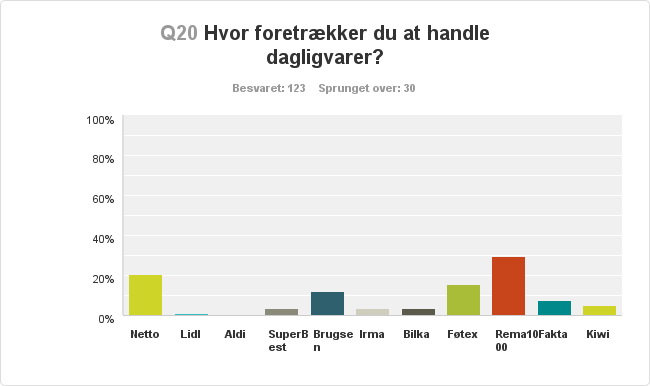 Q20 Hvor foretrækker du at handle
dagligvarer?
Besvaret: 123 Sprunget over: 30
100%
80%
60%
40%
20%
0%
Netto Lidl Aldi SuperB Brugse Irma Bilka Føtex Rema10 Fakta Kiwi
est n 00